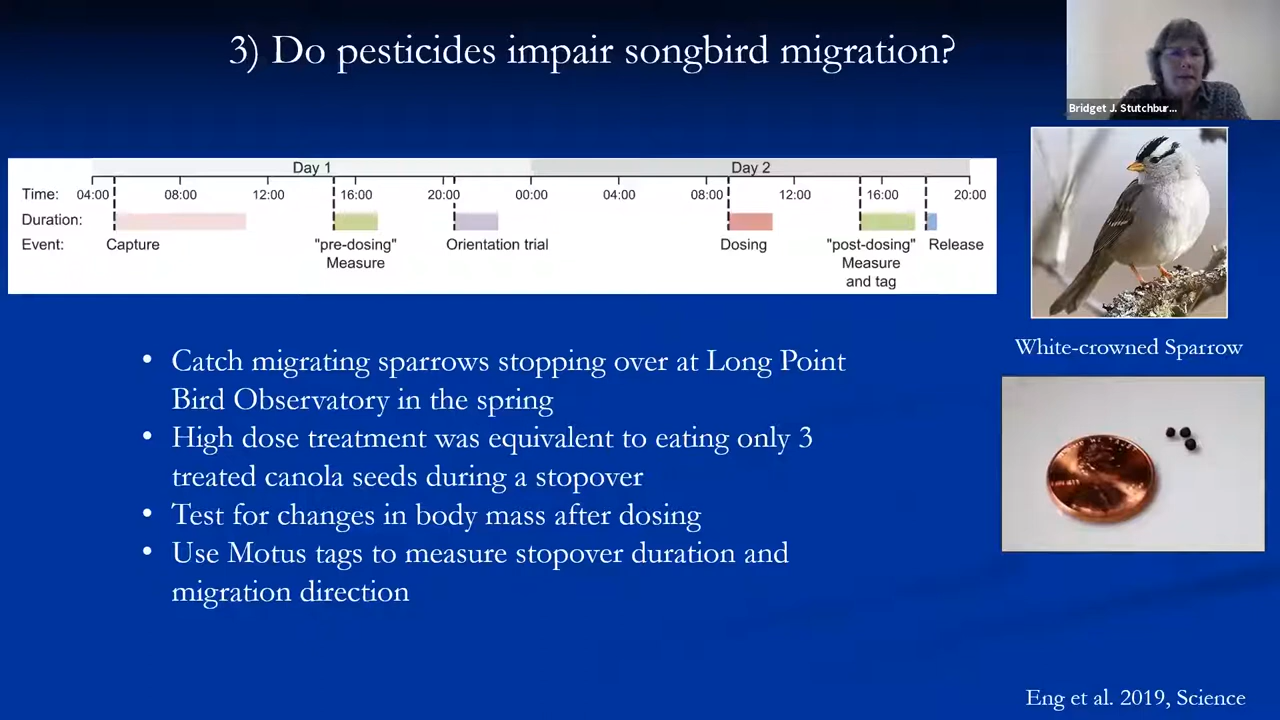 3) Do pesticides impair songbird migration?
Bridget J. Stutchbur...
Day 1 Day 2
Time: 04:00 08:00 12:00 16:00 20:00 00:00 04:00 08:00 12:00 16:00 20:00
Duration:
Event: Capture "pre-dosing" Orientation trial Dosing "post-dosing" Release
Measure Measure
and tag
White-crowned Sparrow
• Catch migrating sparrows stopping over at Long Point
Bird Observatory in the spring
• High dose treatment was equivalent to eating only 3
treated canola seeds during a stopover
• Test for changes in body mass after dosing
• Use Motus tags to measure stopover duration and
migration direction
Eng et al. 2019, Science